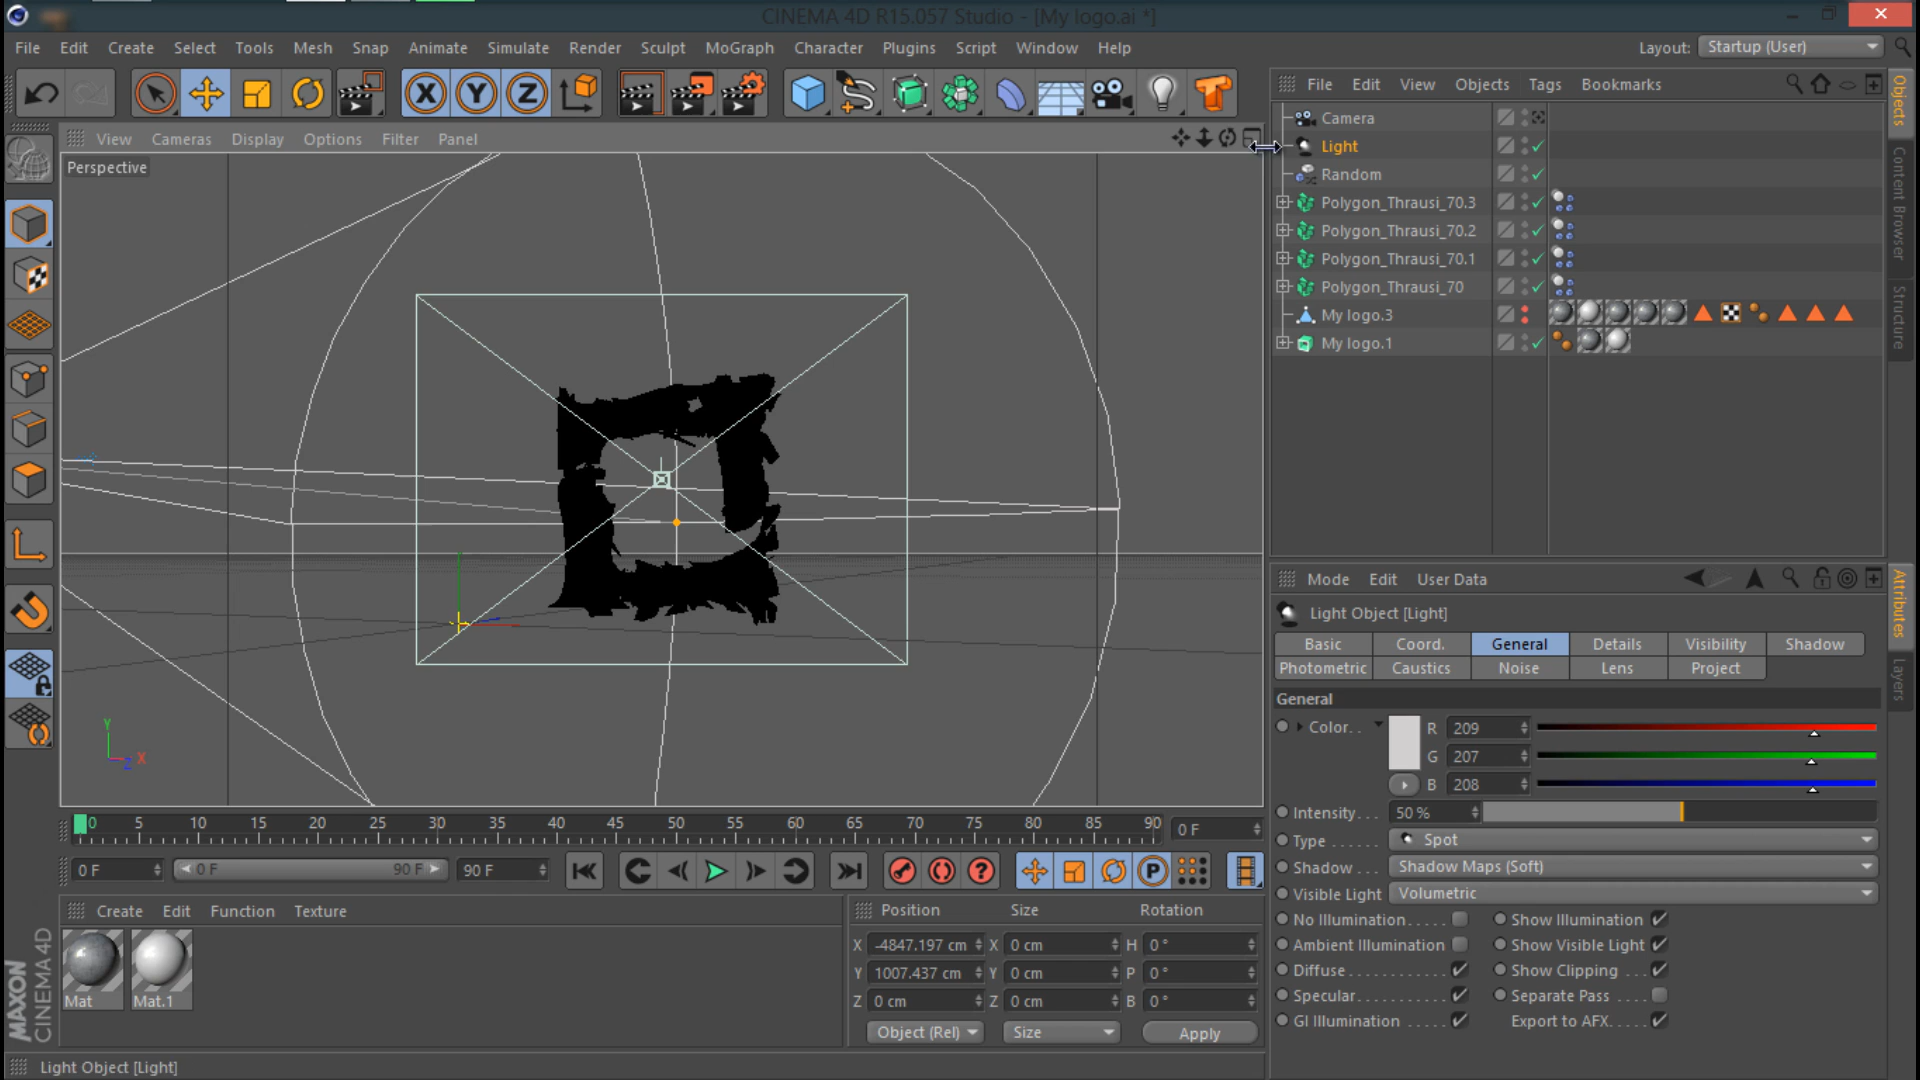 CINEMA 4D R15.057 Studio - [My logo.ai *]
File Edit Create Select Tools Mesh Snap Animate Simulate Render Sculpt MoGraph Character Plugins Script Window Help
Layout: Startup (User)
X Y Z
File Edit View Objects Tags Bookmarks
View Cameras Display Options Filter Panel
Perspective
Camera
Light
Random
Polygon_Thrausi_70.3
Polygon_Thrausi_70.2
Polygon_Thrausi_70.1
Polygon_Thrausi_70
My logo.3
My logo.1
Objects
Content Browser
Structure
Y
Z X
Mode Edit User Data
Light Object [Light]
Basic Coord. General Details Visibility Shadow
Photometric Caustics Noise Lens Project
General
Color. . R 209
G 207
B 208
Intensity. . . 50 %
Type . . . . . . Spot
Shadow. . . . Shadow Maps (Soft)
Visible Light Volumetric
No Illumination. . . . . Show Illumination
Ambient Illumination Show Visible Light
Diffuse . . . . . . . . . . . . Show Clipping . . .
Specular. . . . . . . . . . . Separate Pass . . . .
GI Illumination . . . . . . Export to AFX. . . . .
Attributes
Layers
0 5 10 15 20 25 30 35 40 45 50 55 60 65 70 75 80 85 90 0 F
0 F 0 F 90 F 90 F
P
Create Edit Function Texture
Mat Mat.1
Position Size Rotation
X -4847.197 cm X 0 cm H 0 °
Y 1007.437 cm Y 0 cm P 0 °
Z 0 cm Z 0 cm B 0 °
Object (Rel) Size Apply
MAXON
CINEMA 4D
Light Object [Light]